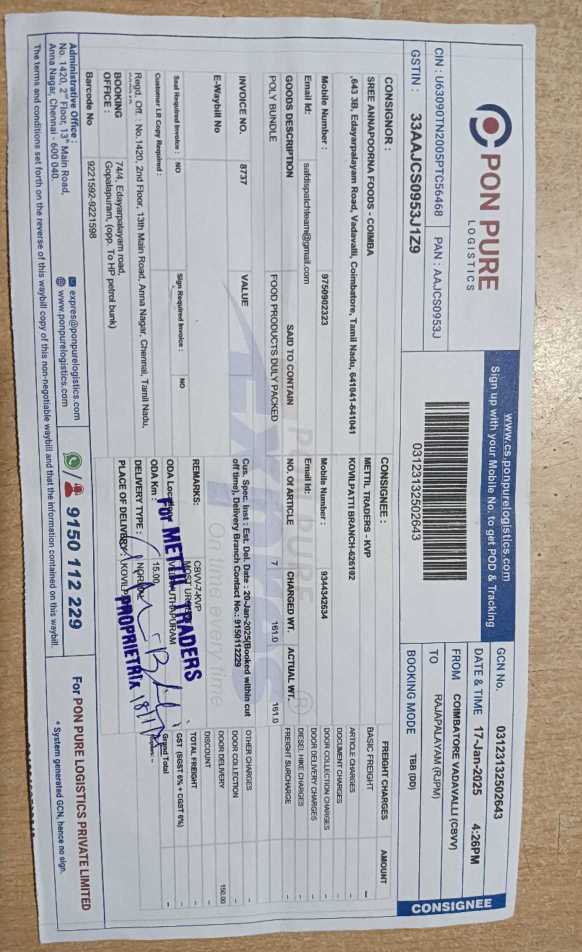 PON PURE
LOGISTICS
www.cs.ponpurelogistics.com
Sign up with your Mobile No. to get POD & Tracking
CIN : U63090TN2005PTC56468 PAN : AAJCS0953J
GSTIN : 33AAJCS0953J1Z9
03123132502643
GCN No. 03123132502643
DATE & TIME 17-Jan-2025 4:26PM
FROM COIMBATORE VADAVALLI (CBVV)
TO RAJAPALAYAM (RJPM)
BOOKING MODE TBB (DD)
CONSIGNEE
CONSIGNOR :
SREE ANNAPOORNA FOODS - COIMBA
,643 3B, Edayarpalayam Road, Vadavalli, Coimbatore, Tamil Nadu, 641041-641041
Mobile Number : 9750902323
Email Id: safdispatchteam@gmail.com
CONSIGNEE :
METTIL TRADERS - KVP
KOVILPATTI BRANCH-626102
Mobile Number : 9344342634
Email Id:
GOODS DESCRIPTION SAID TO CONTAIN NO. Of ARTICLE CHARGED WT. ACTUAL WT.
POLY BUNDLE FOOD PRODUCTS DULY PACKED 7 161.0 161.0
INVOICE NO. 8737 VALUE
E-Waybill No
Cus. Spec. Inst : Est. Del. Date : 20-Jan-2025(Booked within cut
off time), Delivery Branch Contact No.: 9150112229
REMARKS: CBVV-7-KVP
Seal Required Invoice : NO Sign Required Invoice : NO
Customer LR Copy Required :
ODA Km : 15.00
Regd. Off. : No.1420, 2nd Floor, 13th Main Road, Anna Nagar, Chennai, Tamil Nadu,
BOOKING OFFICE : 74/4, Edayarpalayam road,
Gopalapuram, (opp. To HP petrol bank)
DELIVERY TYPE : NORMAL
PLACE OF DELIVERY :
Barcode No 9221592-9221598
FREIGHT CHARGES AMOUNT
BASIC FREIGHT –
ARTICLE CHARGES –
DOCUMENT CHARGES –
DOOR COLLECTION CHARGES –
DOOR DELIVERY CHARGES –
DIESEL HIKE CHARGES –
FREIGHT SURCHARGE –
OTHER CHARGES –
DOOR COLLECTION –
DOOR DELIVERY 150.00
DISCOUNT
TOTAL FREIGHT –
GST (SGST 6% + CGST 6%) –
Grand Total –
For METTIL TRADERS
PROPRIETRIX
On time every time
Administrative Office :
No. 1420, 2nd Floor, 13th Main Road,
Anna Nagar, Chennai - 600 040.
expres@ponpurelogistics.com
www.ponpurelogistics.com
9150 112 229
For PON PURE LOGISTICS PRIVATE LIMITED
* System generated GCN, hence no sign.
The terms and conditions set forth on the reverse of this waybill copy of this non-negotiable waybill and that the information contained on this waybill.